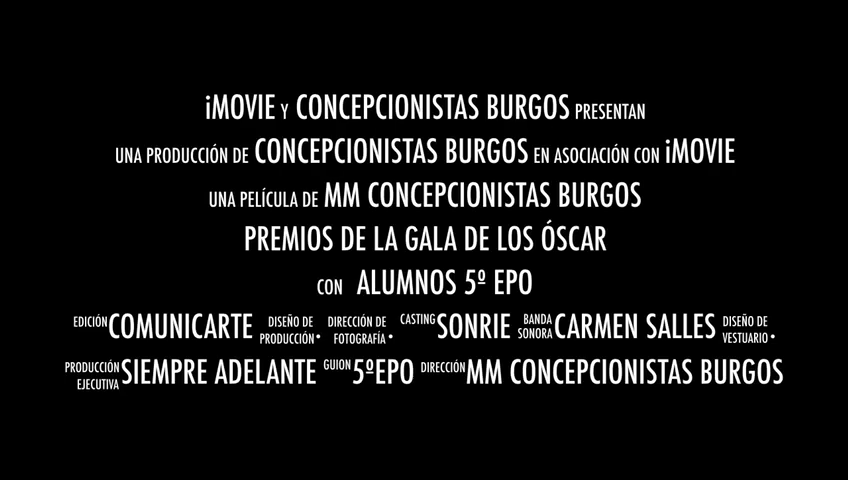 iMOVIE Y CONCEPCIONISTAS BURGOS PRESENTAN
UNA PRODUCCIÓN DE CONCEPCIONISTAS BURGOS EN ASOCIACIÓN CON iMOVIE
UNA PELÍCULA DE MM CONCEPCIONISTAS BURGOS
PREMIOS DE LA GALA DE LOS ÓSCAR
CON ALUMNOS 5º EPO
EDICIÓN COMUNICARTE DISEÑO DE PRODUCCIÓN . DIRECCIÓN DE FOTOGRAFÍA . CASTING SONRIE BANDA SONORA CARMEN SALLES DISEÑO DE VESTUARIO .
PRODUCCIÓN EJECUTIVA SIEMPRE ADELANTE GUION 5ºEPO DIRECCIÓN MM CONCEPCIONISTAS BURGOS